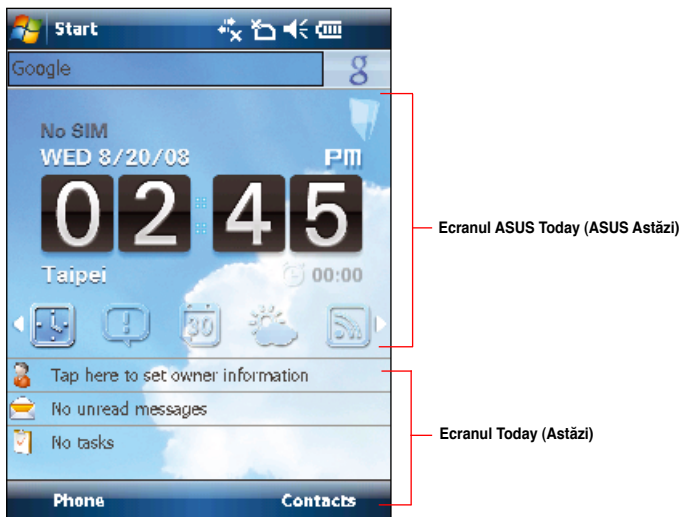 Start
Google
g
No SIM
WED 8/20/08
PM
02:45
Taipei
00:00
30
Tap here to set owner information
No unread messages
No tasks
Phone
Contacts
Ecranul ASUS Today (ASUS Astăzi)
Ecranul Today (Astăzi)